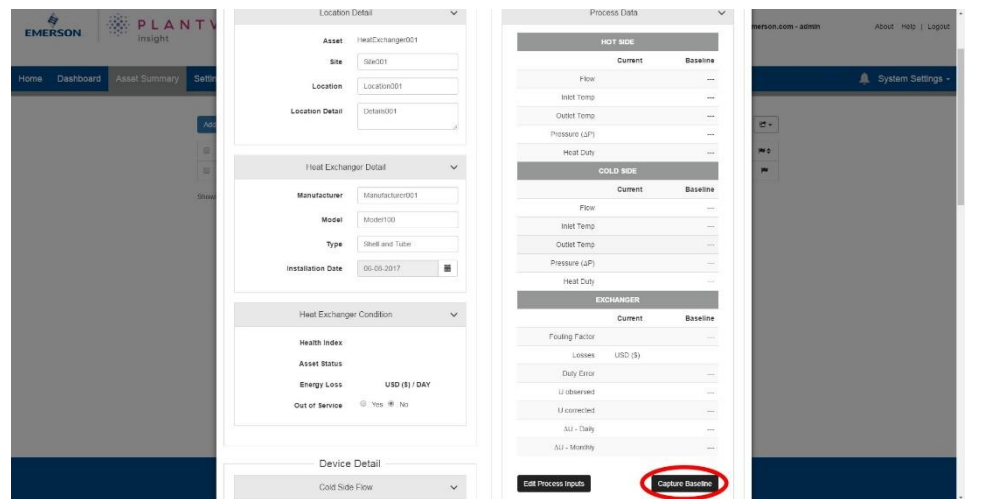 EMERSON
PLANTV
Insight
merson.com - admin
About Help | Logout
Home Dashboard Asset Summary Settin
System Settings
Add
Show
Location Detail
Asset HeatExchanger001
Site Site001
Location Location001
Location Detail Details001
Heat Exchanger Detail
Manufacturer Manufacturer001
Model Model100
Type Shell and Tube
Installation Date
Heat Exchanger Condition
Health Index
Asset Status
Energy Loss USD ($) / DAY
Out of Service Yes No
Device Detail
Cold Side Flow
Process Data
HOT SIDE
Current Baseline
Flow ---
Inlet Temp ---
Outlet Temp ---
Pressure (ΔP) ---
Heat Duty ---
COLD SIDE
Current Baseline
Flow ---
Inlet Temp ---
Outlet Temp ---
Pressure (ΔP) ---
Heat Duty ---
EXCHANGER
Current Baseline
Fouling Factor ---
Losses USD ($)
Duty Error ---
U observed ---
U corrected ---
ΔU - Daily ---
ΔU - Monthly ---
Edit Process Inputs Capture Baseline